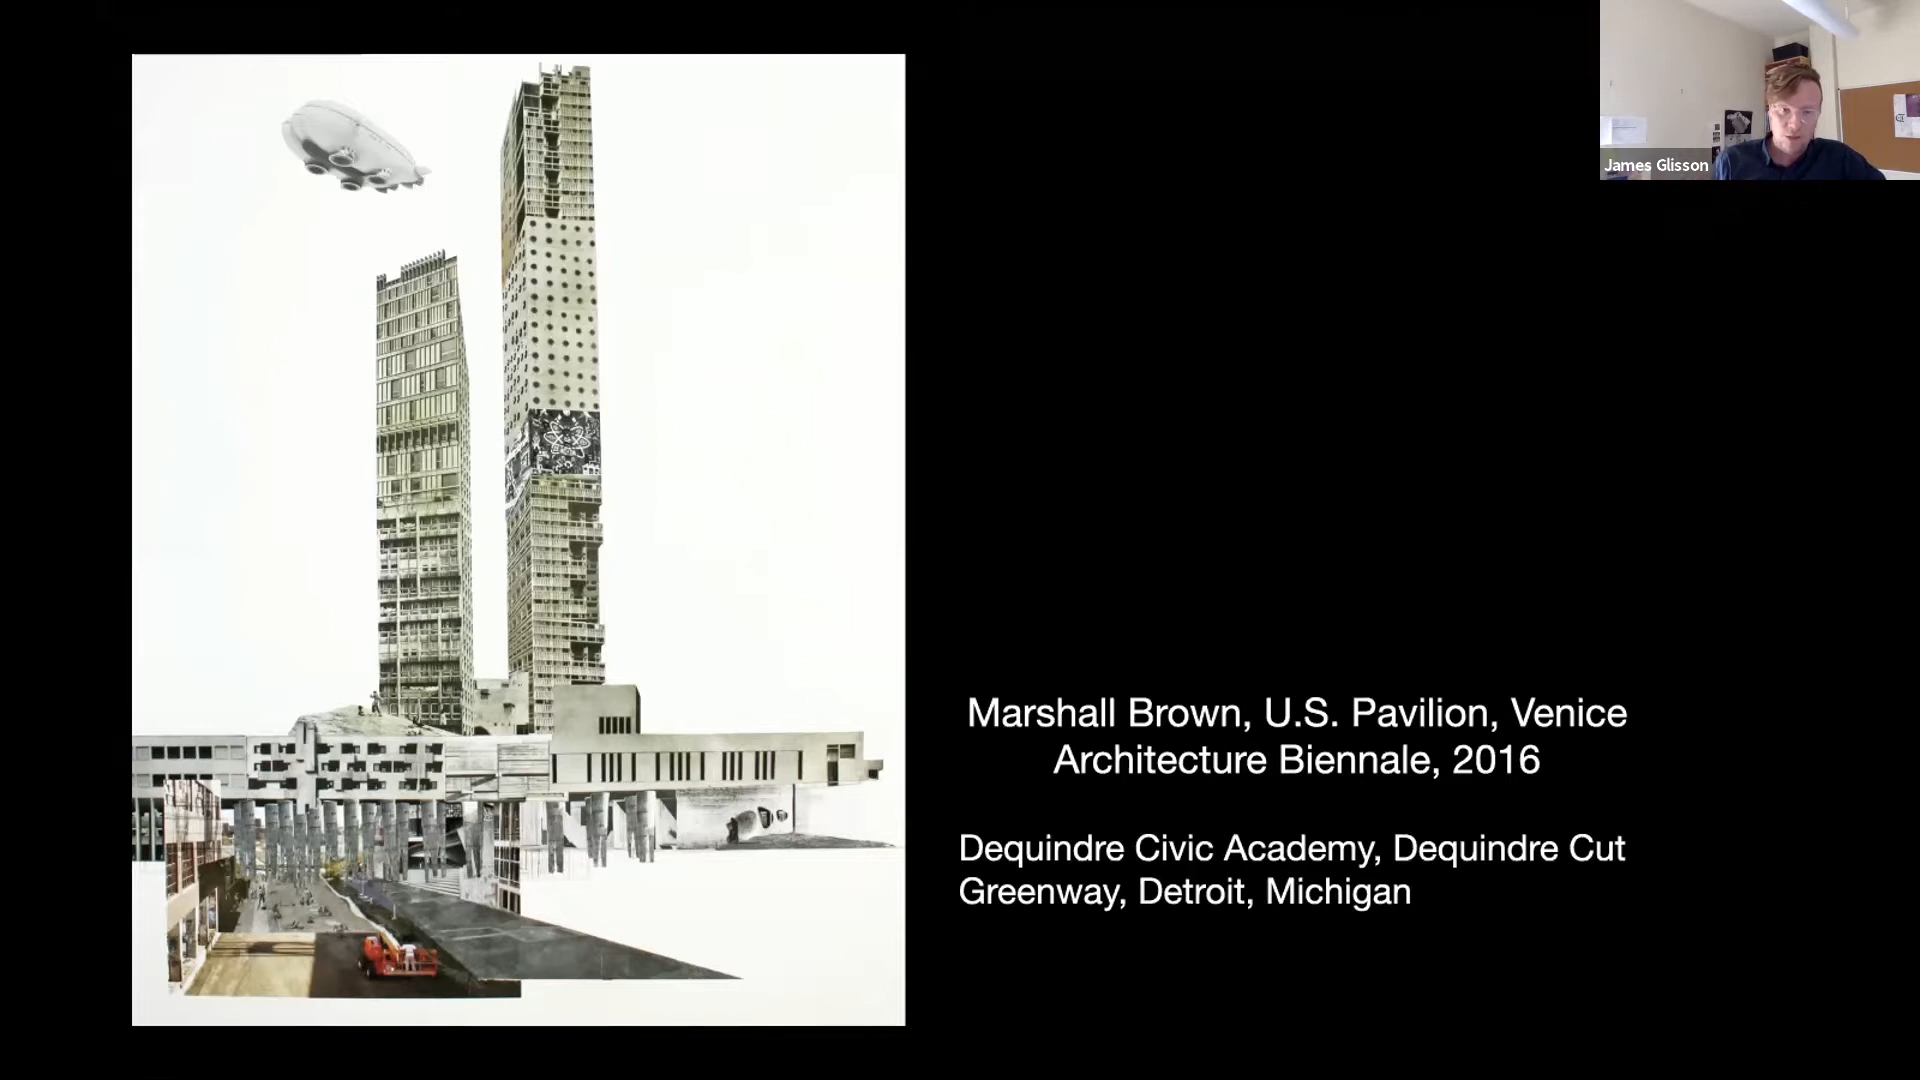 James Glisson
Marshall Brown, U.S. Pavilion, Venice
Architecture Biennale, 2016
Dequindre Civic Academy, Dequindre Cut
Greenway, Detroit, Michigan